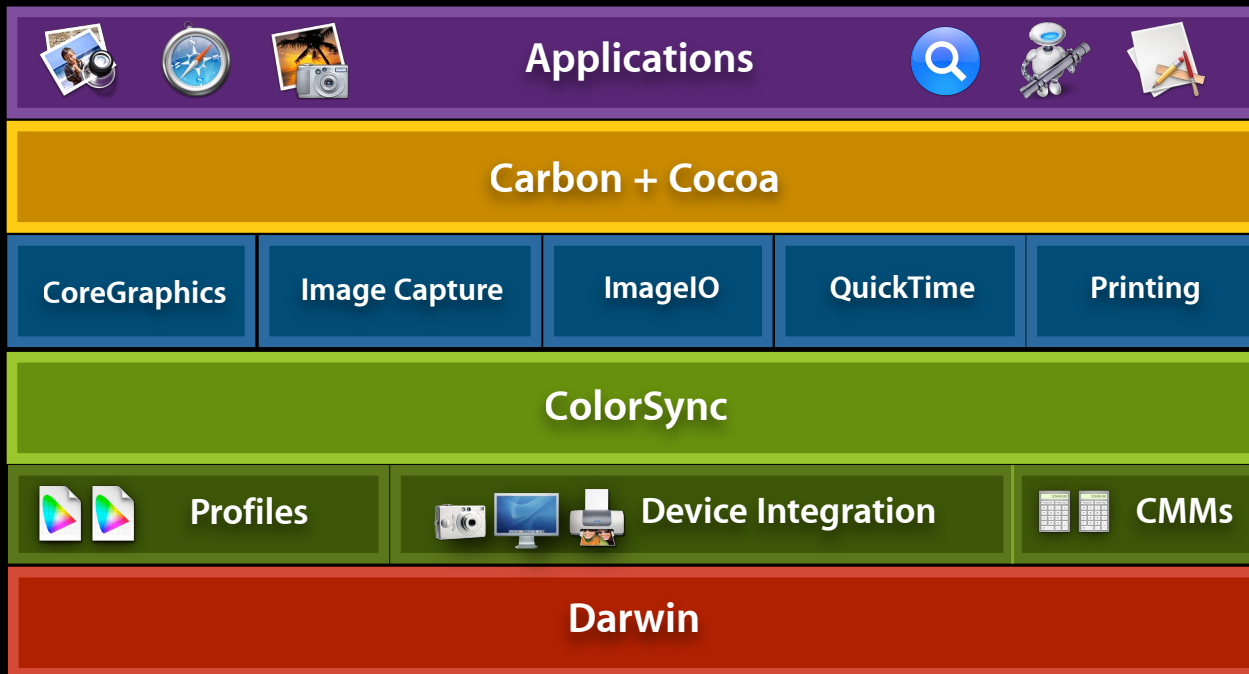 Applications
Carbon + Cocoa
CoreGraphics
Image Capture
ImageIO
QuickTime
Printing
ColorSync
Profiles
Device Integration
CMMs
Darwin